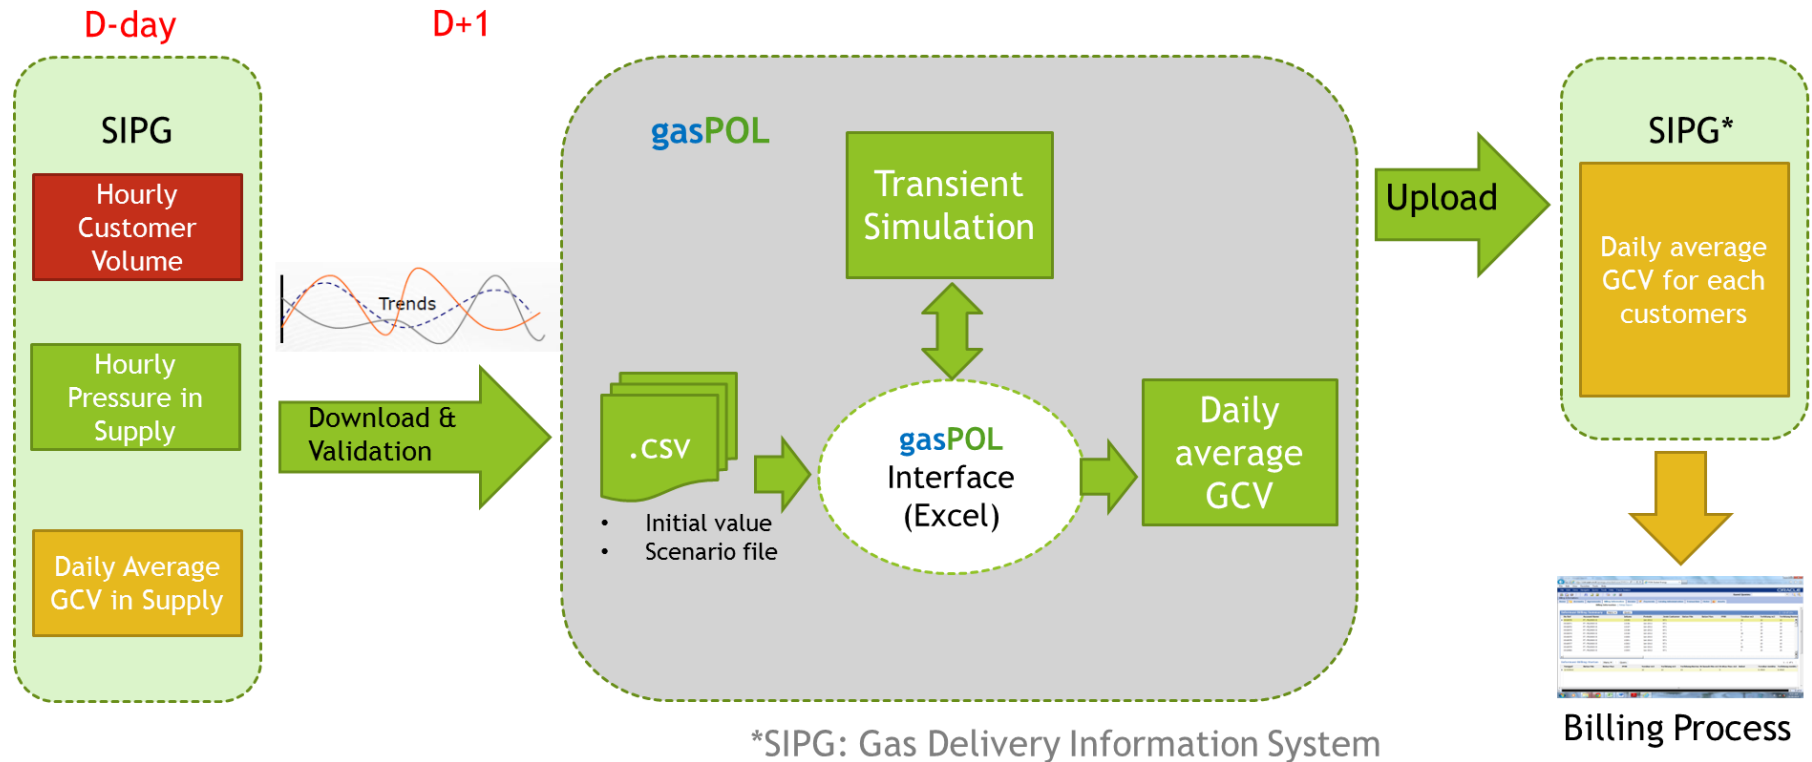 D-day
D+1
SIPG
Hourly
Customer
Volume
Hourly
Pressure in
Supply
Daily Average
GCV in Supply
Trends
Download &
Validation
gasPOL
Transient
Simulation
.csv
• Initial value
• Scenario file
gasPOL
Interface
(Excel)
Daily
average
GCV
Upload
SIPG*
Daily average
GCV for each
customers
Billing Process
*SIPG: Gas Delivery Information System